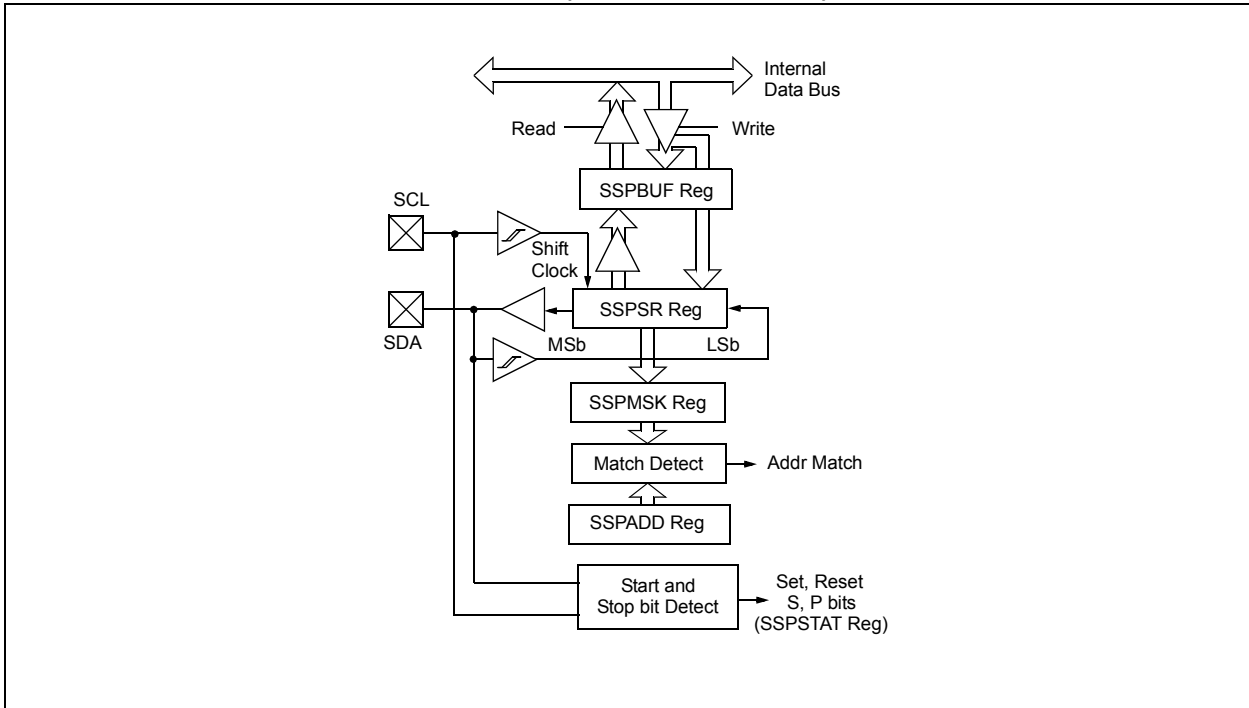 Internal
Data Bus
Read
Write
SSPBUF Reg
SCL
Shift
Clock
SSPSR Reg
SDA
MSb
LSb
SSPMSK Reg
Match Detect
Addr Match
SSPADD Reg
Start and
Stop bit Detect
Set, Reset
S, P bits
(SSPSTAT Reg)